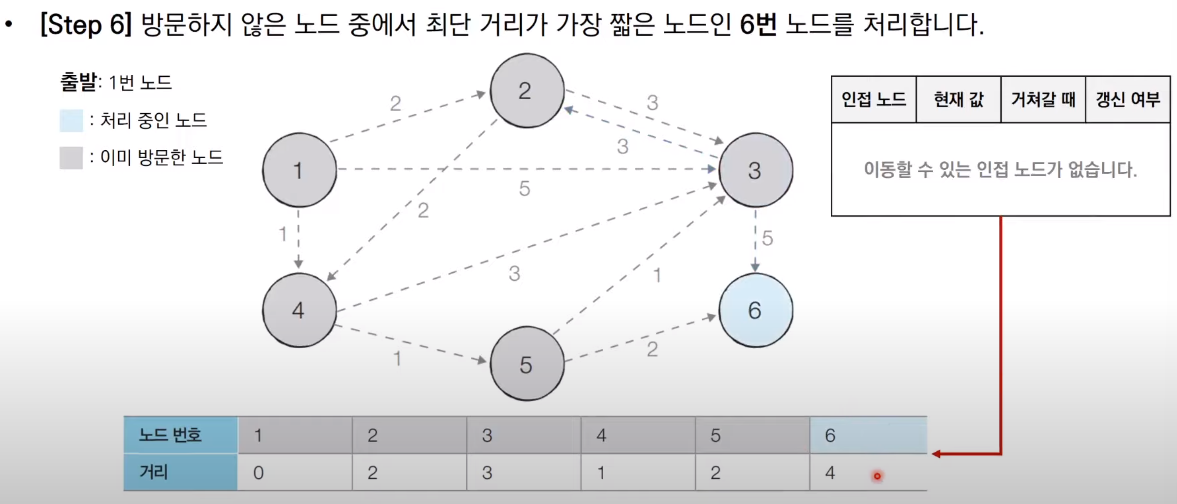 • [Step 6] 방문하지 않은 노드 중에서 최단 거리가 가장 짧은 노드인 6번 노드를 처리합니다.
출발: 1번 노드
: 처리 중인 노드
: 이미 방문한 노드
인접 노드 현재 값 거쳐갈 때 갱신 여부
이동할 수 있는 인접 노드가 없습니다.
2
2
3
3
1
5
3
2
1
5
3
1
4
6
1
5
2
노드 번호 1 2 3 4 5 6
거리 0 2 3 1 2 4